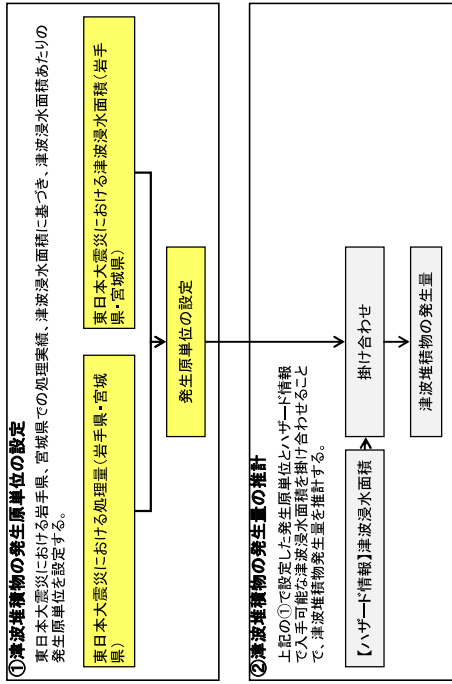 ①津波堆積物の発生原単位の設定
東日本大震災における岩手県、宮城県での処理実績、津波浸水面積に基づき、津波浸水面積あたりの
発生原単位を設定する。
東日本大震災における処理量(岩手県・宮城
県)
東日本大震災における津波浸水面積(岩手
県・宮城県)
発生原単位の設定
②津波堆積物の発生量の推計
上記の①で設定した発生原単位とハザード情報
で入手可能な津波浸水面積を掛け合わせること
で、津波堆積物発生量を推計する。
【ハザード情報】津波浸水面積
掛け合わせ
津波堆積物の発生量